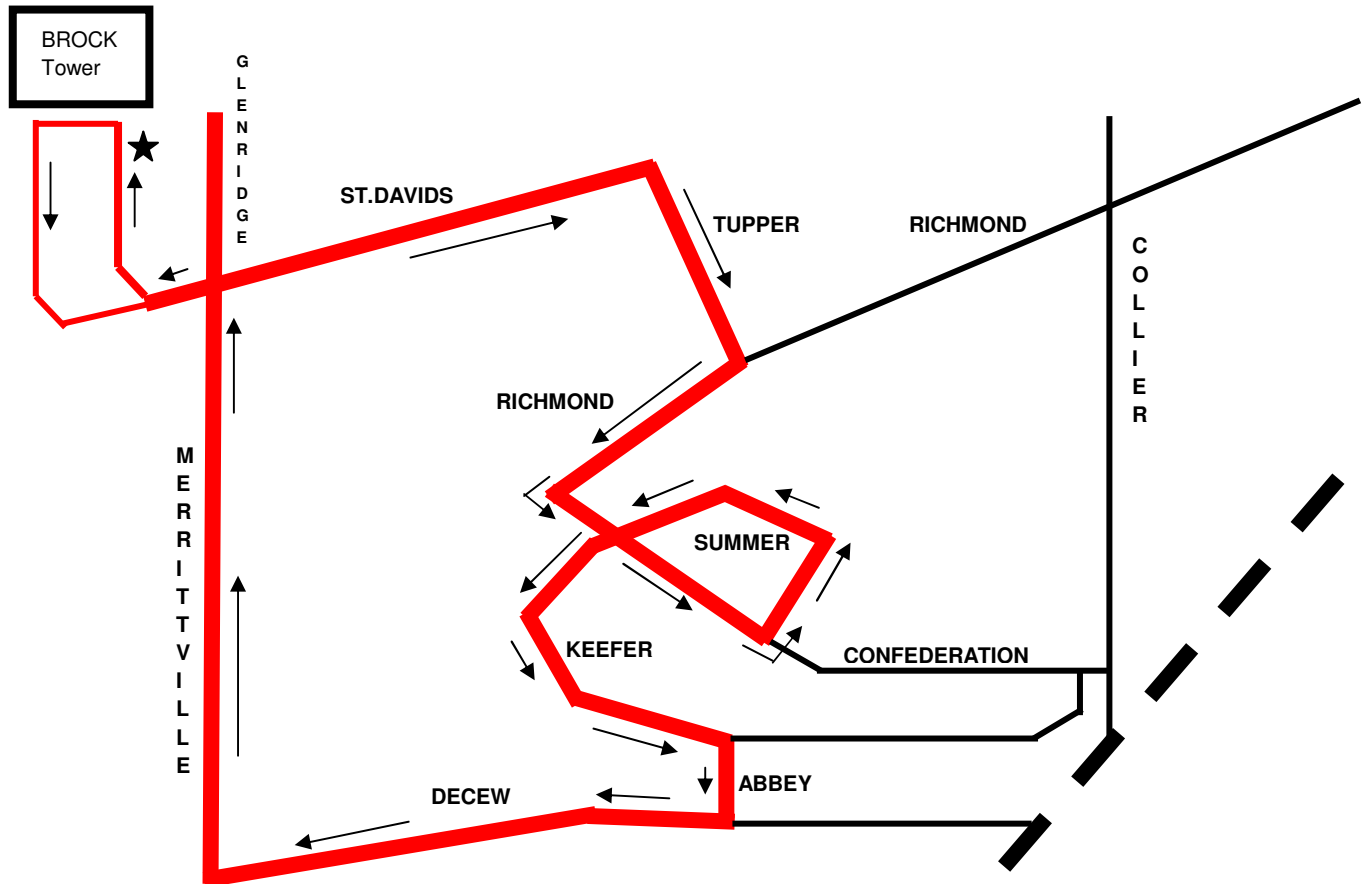 BROCK
Tower
GLENRIDGE
ST.DAVIDS
TUPPER
RICHMOND
COLLIER
RICHMOND
MERRITTVILLE
SUMMER
KEEFER
CONFEDERATION
ABBEY
DECEW